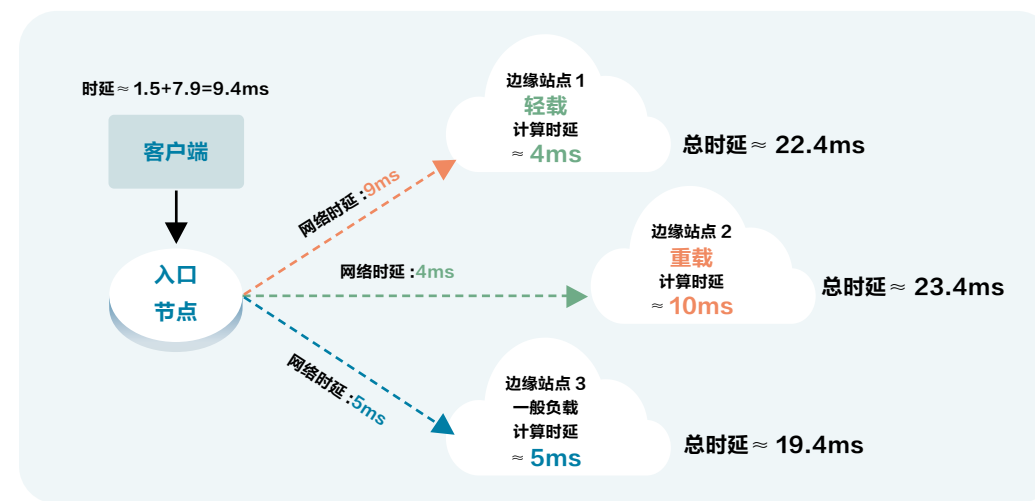 时延≈1.5+7.9=9.4ms
客户端
入口
节点
网络时延:9ms
边缘站点 1
轻载
计算时延
≈ 4ms
总时延≈ 22.4ms
网络时延:4ms
边缘站点 2
重载
计算时延
≈ 10ms
总时延≈ 23.4ms
网络时延:5ms
边缘站点 3
一般负载
计算时延
≈ 5ms
总时延≈ 19.4ms